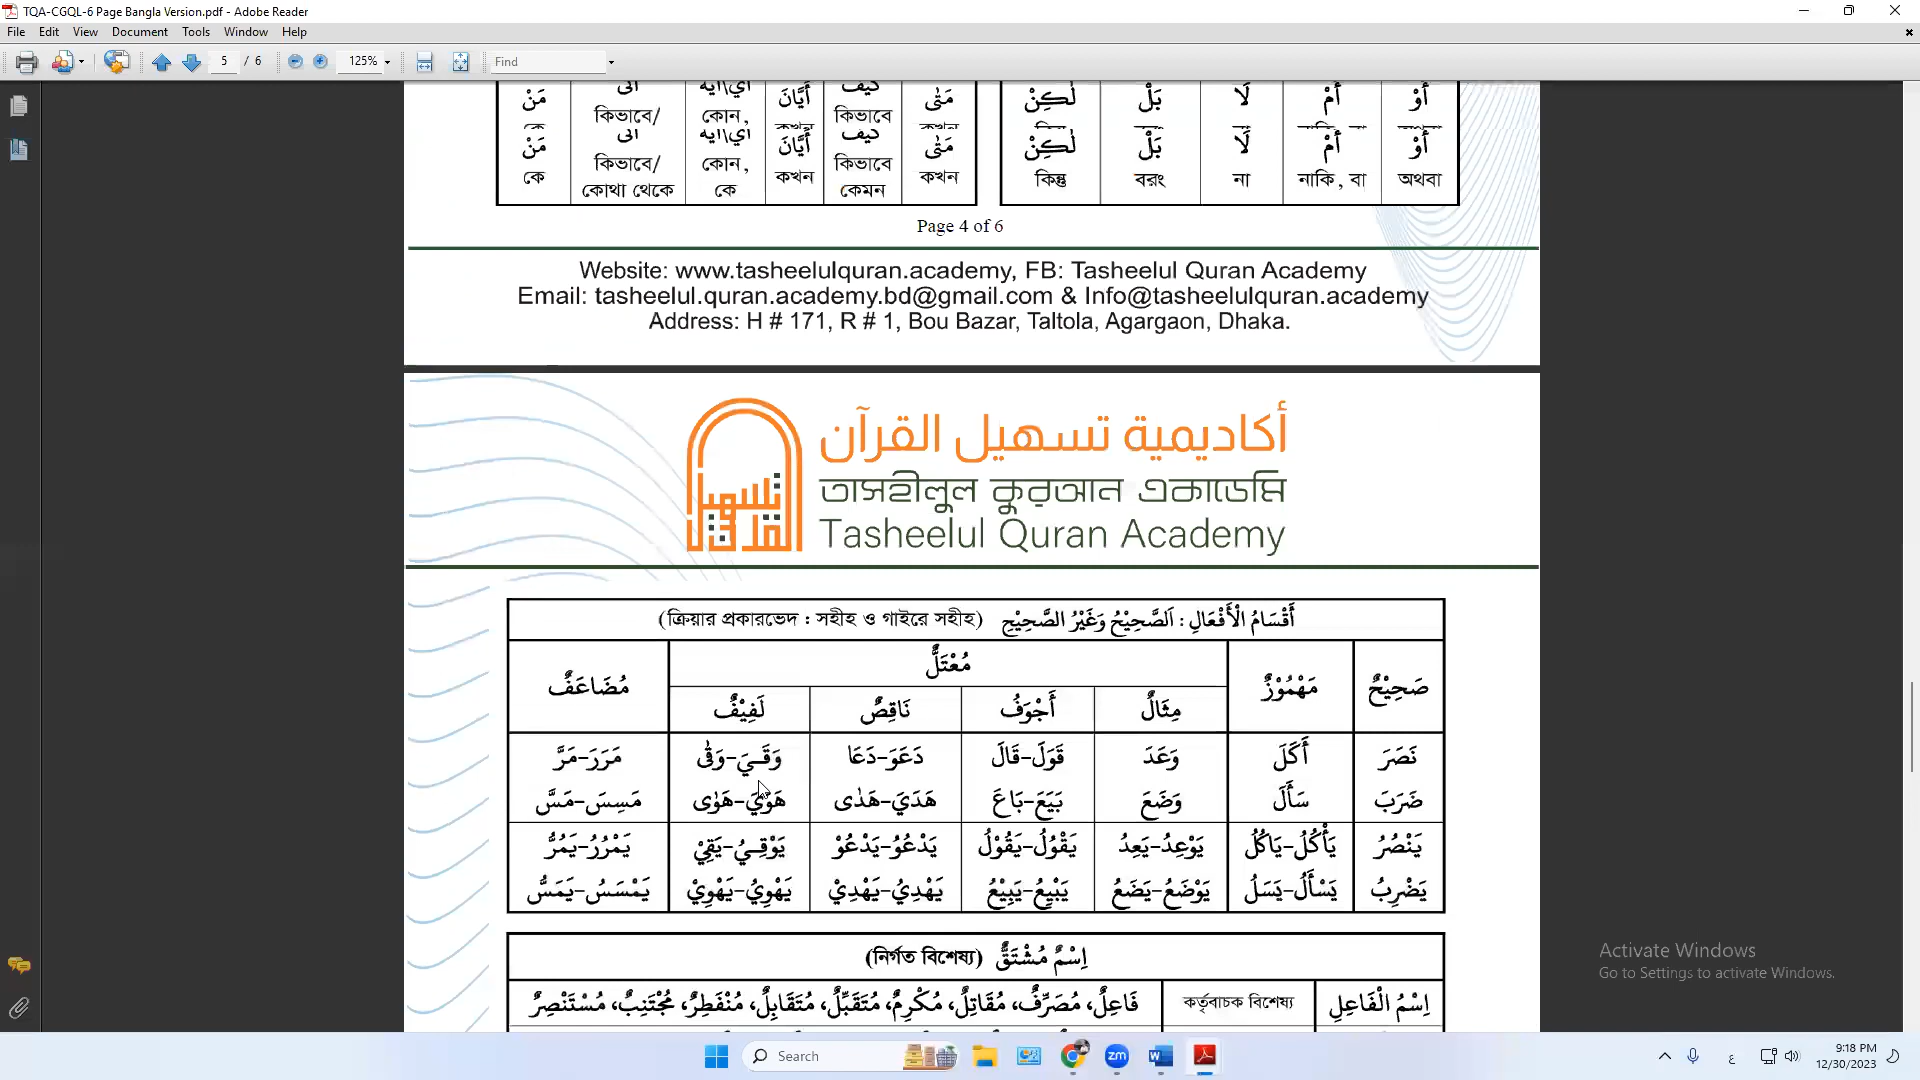 TQA-CGQL-6 Page Bangla Version.pdf - Adobe Reader
File Edit View Document Tools Window Help
5 / 6 125% Find
مَنْ أَيَّانَ كيف مَتٰى لٰكِنْ بَلْ لَا أَمْ أَوْ
কিভাবে/ কোন, কিভাবে
مَنْ أَيَّانَ كيف مَتٰى لٰكِنْ بَلْ لَا أَمْ أَوْ
কে কিভাবে/ কোন, কখন কিভাবে কখন কিন্তু বরং না নাকি, বা অথবা
কোথা থেকে কে কেমন
Page 4 of 6
Website: www.tasheelulquran.academy, FB: Tasheelul Quran Academy
Email: tasheelul.quran.academy.bd@gmail.com & Info@tasheelulquran.academy
Address: H # 171, R # 1, Bou Bazar, Taltola, Agargaon, Dhaka.
أكاديمية تسهيل القرآن
তাসহীলুল কুরআন একাডেমি
Tasheelul Quran Academy
أَقْسَامُ الْأَفْعَالِ : اَلصَّحِيْحُ وَغَيْرُ الصَّحِيْحِ (ক্রিয়ার প্রকারভেদ : সহীহ ও গাইরে সহীহ)
صَحِيْحٌ مَهْمُوْزٌ مُعْتَلٌّ مُضَاعَفٌ
مِثَالٌ أَجْوَفُ نَاقِصٌ لَفِيْفٌ
نَصَرَ أَكَلَ وَعَدَ قَوَلَ-قَالَ دَعَوَ-دَعَا وَقَيَ-وَقٰى مَرَرَ-مَرَّ
ضَرَبَ سَأَلَ وَضَعَ بَيَعَ-بَاعَ هَدَيَ-هَدٰى هَوَيَ-هَوٰى مَسِسَ-مَسَّ
يَنْصُرُ يَأْكُلُ-يَاكُلُ يَوْعِدُ-يَعِدُ يَقْوُلُ-يَقُوْلُ يَدْعُوُ-يَدْعُوْ يَوْقِيُ-يَقِيْ يَمْرُرُ-يَمُرُّ
يَضْرِبُ يَسْأَلُ-يَسَلُ يَوْضَعُ-يَضَعُ يَبْيِعُ-يَبِيْعُ يَهْدِيُ-يَهْدِيْ يَهْوِيُ-يَهْوِيْ يَمْسَسُ-يَمَسُّ
اِسْمٌ مُشْتَقٌّ (নির্গত বিশেষ্য)
اِسْمُ الْفَاعِلِ কর্তৃবাচক বিশেষ্য فَاعِلٌ، مُصَرِّفٌ، مُقَاتِلٌ، مُكْرِمٌ، مُتَقَبِّلٌ، مُتَقَابِلٌ، مُنْفَطِرٌ، مُجْتَنِبٌ، مُسْتَنْصِرٌ
Activate Windows
Go to Settings to activate Windows.
Search
zm
9:18 PM
12/30/2023